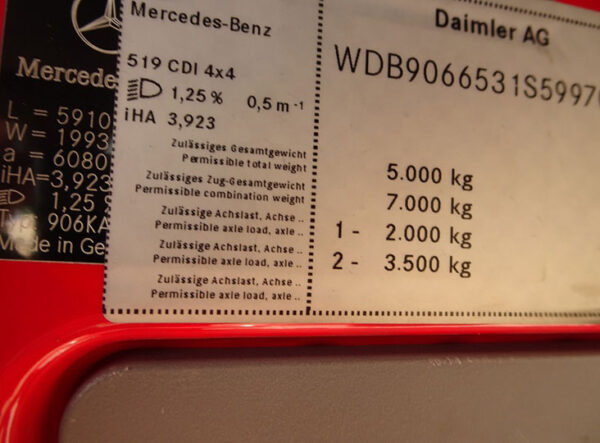 Mercedes-Benz
Daimler AG
519 CDI 4x4
WDB9066531S5997
1,25 % 0,5 m -1
iHA 3,923
Zulässiges Gesamtgewicht
Permissible total weight
5.000 kg
Zulässiges Zug-Gesamtgewicht
Permissible combination weight
7.000 kg
Zulässige Achslast, Achse ..
Permissible axle load, axle ..
1 - 2.000 kg
Zulässige Achslast, Achse ..
Permissible axle load, axle ..
2 - 3.500 kg
Zulässige Achslast, Achse ..
Permissible axle load, axle ..
Mercede
L = 5910
W = 1993
a = 6080
iHA=3,923
1,25
Typ: 906KA
Made in Ge